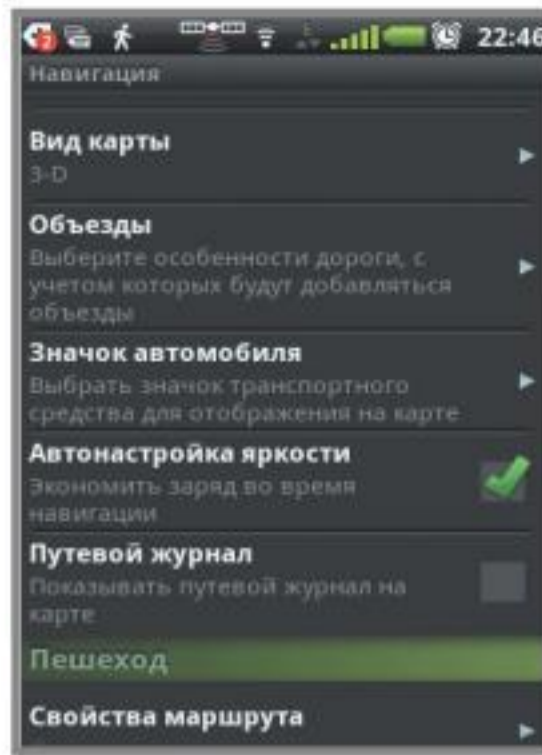 2
22:46
Навигация
Вид карты
3-D
Объезды
Выберите особенности дороги, с
учетом которых будут добавляться
объезды
Значок автомобиля
Выбрать значок транспортного
средства для отображения на карте
Автонастройка яркости
Экономить заряд во время
навигации
Путевой журнал
Показывать путевой журнал на
карте
Пешеход
Свойства маршрута